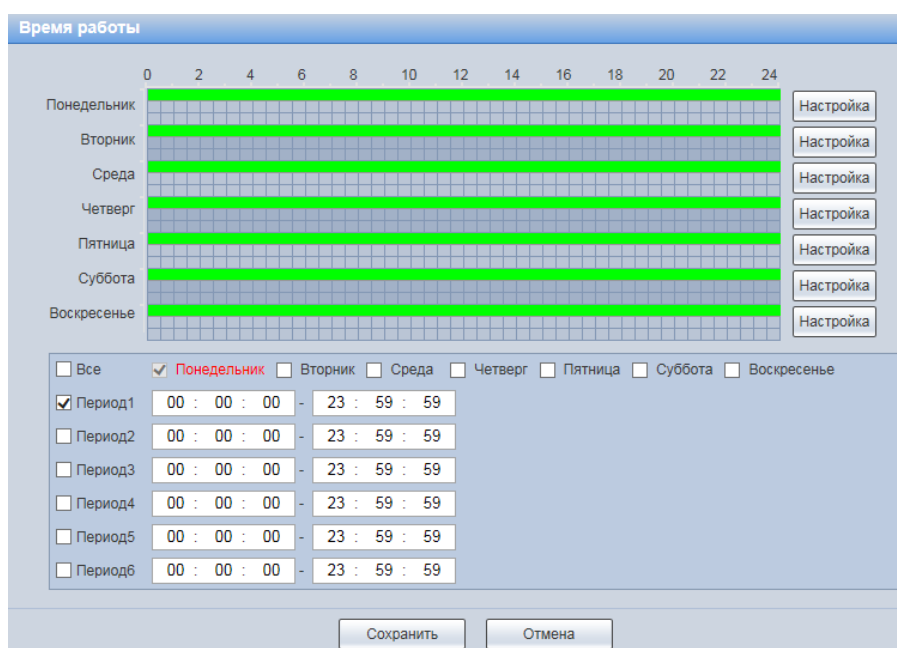 Время работы
0 2 4 6 8 10 12 14 16 18 20 22 24
Понедельник Настройка
Вторник Настройка
Среда Настройка
Четверг Настройка
Пятница Настройка
Суббота Настройка
Воскресенье Настройка
Все Понедельник Вторник Среда Четверг Пятница Суббота Воскресенье
Период1 00 : 00 : 00 - 23 : 59 : 59
Период2 00 : 00 : 00 - 23 : 59 : 59
Период3 00 : 00 : 00 - 23 : 59 : 59
Период4 00 : 00 : 00 - 23 : 59 : 59
Период5 00 : 00 : 00 - 23 : 59 : 59
Период6 00 : 00 : 00 - 23 : 59 : 59
Сохранить Отмена